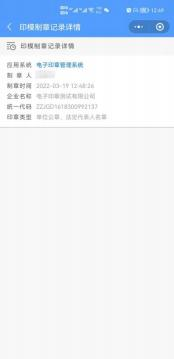 12:49
印模制章记录详情
印模制章记录详情
应用系统 电子印章管理系统
制章人
制章时间 2022-03-19 12:48:26
企业名称 电子印章测试有限公司
统一代码 ZZJGD1618300992137
印章类型 单位公章、法定代表人名章